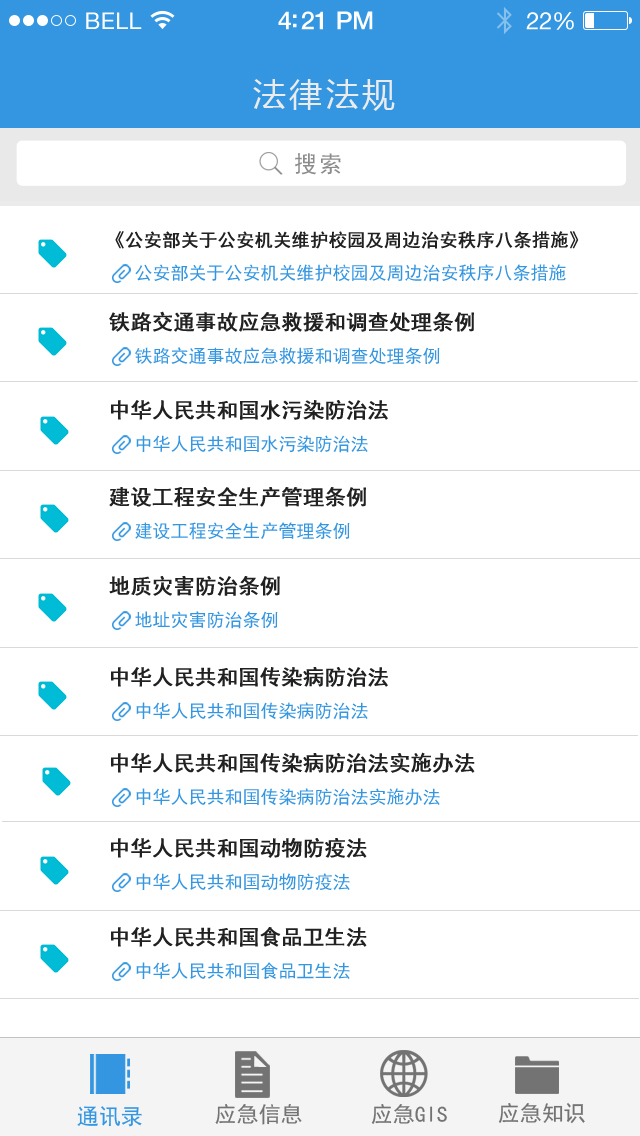 BELL 4:21 PM 22%
法律法规
搜索
《公安部关于公安机关维护校园及周边治安秩序八条措施》
公安部关于公安机关维护校园及周边治安秩序八条措施
铁路交通事故应急救援和调查处理条例
铁路交通事故应急救援和调查处理条例
中华人民共和国水污染防治法
中华人民共和国水污染防治法
建设工程安全生产管理条例
建设工程安全生产管理条例
地质灾害防治条例
地址灾害防治条例
中华人民共和国传染病防治法
中华人民共和国传染病防治法
中华人民共和国传染病防治法实施办法
中华人民共和国传染病防治法实施办法
中华人民共和国动物防疫法
中华人民共和国动物防疫法
中华人民共和国食品卫生法
中华人民共和国食品卫生法
通讯录 应急信息 应急GIS 应急知识